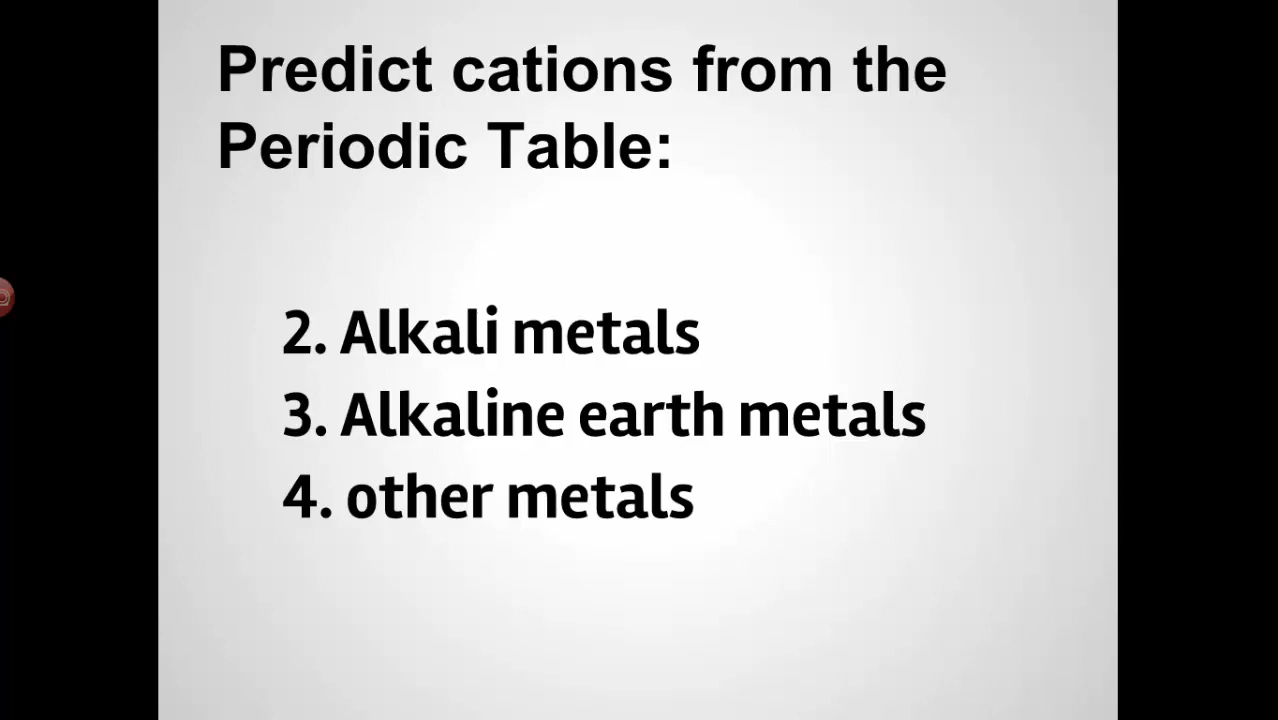 Predict cations from the
Periodic Table:
2. Alkali metals
3. Alkaline earth metals
4. other metals